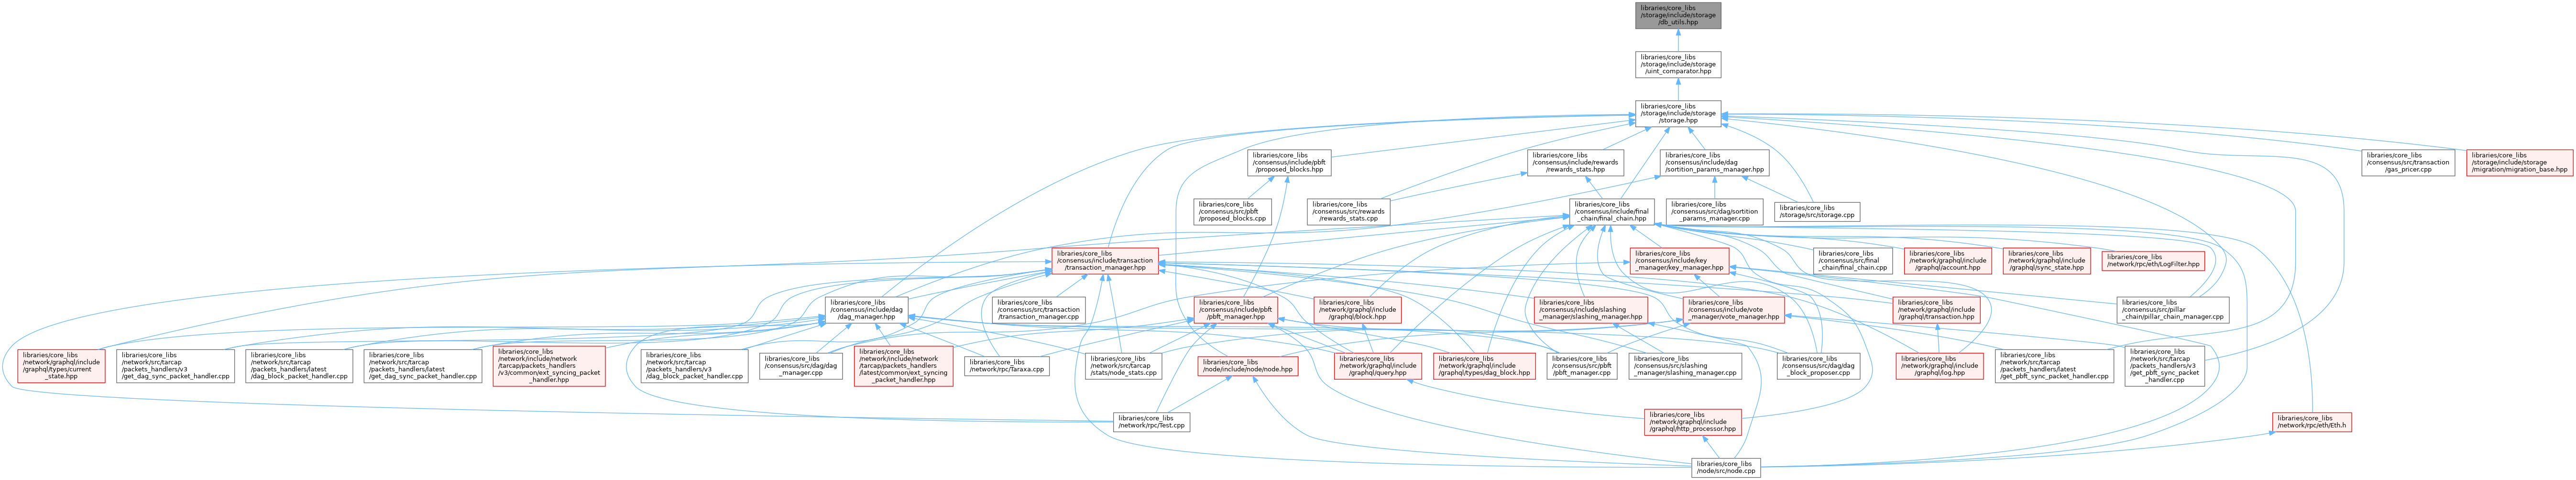 libraries/core_libs
/storage/include/storage
/db_utils.hpp
libraries/core_libs
/storage/include/storage
/uint_comparator.hpp
libraries/core_libs
/storage/include/storage
/storage.hpp
libraries/core_libs
/consensus/include/pbft
/proposed_blocks.hpp
libraries/core_libs
/consensus/include/rewards
/rewards_stats.hpp
libraries/core_libs
/consensus/include/dag
/sortition_params_manager.hpp
libraries/core_libs
/consensus/src/transaction
/gas_pricer.cpp
libraries/core_libs
/storage/include/storage
/migration/migration_base.hpp
libraries/core_libs
/consensus/src/pbft
/proposed_blocks.cpp
libraries/core_libs
/consensus/src/rewards
/rewards_stats.cpp
libraries/core_libs
/consensus/include/final
_chain/final_chain.hpp
libraries/core_libs
/consensus/src/dag/sortition
_params_manager.cpp
libraries/core_libs
/storage/src/storage.cpp
libraries/core_libs
/consensus/include/transaction
/transaction_manager.hpp
libraries/core_libs
/consensus/include/key
_manager/key_manager.hpp
libraries/core_libs
/consensus/src/final
_chain/final_chain.cpp
libraries/core_libs
/network/graphql/include
/graphql/account.hpp
libraries/core_libs
/network/graphql/include
/graphql/sync_state.hpp
libraries/core_libs
/network/rpc/eth/LogFilter.hpp
libraries/core_libs
/consensus/include/dag
/dag_manager.hpp
libraries/core_libs
/consensus/src/transaction
/transaction_manager.cpp
libraries/core_libs
/consensus/include/pbft
/pbft_manager.hpp
libraries/core_libs
/network/graphql/include
/graphql/block.hpp
libraries/core_libs
/consensus/include/slashing
_manager/slashing_manager.hpp
libraries/core_libs
/consensus/include/vote
_manager/vote_manager.hpp
libraries/core_libs
/network/graphql/include
/graphql/transaction.hpp
libraries/core_libs
/consensus/src/pillar
_chain/pillar_chain_manager.cpp
libraries/core_libs
/network/graphql/include
/graphql/types/current
_state.hpp
libraries/core_libs
/network/src/tarcap
/packets_handlers/v3
/get_dag_sync_packet_handler.cpp
libraries/core_libs
/network/src/tarcap
/packets_handlers/latest
/dag_block_packet_handler.cpp
libraries/core_libs
/network/src/tarcap
/packets_handlers/latest
/get_dag_sync_packet_handler.cpp
libraries/core_libs
/network/include/network
/tarcap/packets_handlers
/v3/common/ext_syncing_packet
_handler.hpp
libraries/core_libs
/network/src/tarcap
/packets_handlers/v3
/dag_block_packet_handler.cpp
libraries/core_libs
/consensus/src/dag/dag
_manager.cpp
libraries/core_libs
/network/include/network
/tarcap/packets_handlers
/latest/common/ext_syncing
_packet_handler.hpp
libraries/core_libs
/network/rpc/Taraxa.cpp
libraries/core_libs
/network/src/tarcap
/stats/node_stats.cpp
libraries/core_libs
/node/include/node/node.hpp
libraries/core_libs
/network/graphql/include
/graphql/query.hpp
libraries/core_libs
/network/graphql/include
/graphql/types/dag_block.hpp
libraries/core_libs
/consensus/src/pbft
/pbft_manager.cpp
libraries/core_libs
/consensus/src/slashing
_manager/slashing_manager.cpp
libraries/core_libs
/consensus/src/dag/dag
_block_proposer.cpp
libraries/core_libs
/network/graphql/include
/graphql/log.hpp
libraries/core_libs
/network/src/tarcap
/packets_handlers/latest
/get_pbft_sync_packet_handler.cpp
libraries/core_libs
/network/src/tarcap
/packets_handlers/v3
/get_pbft_sync_packet
_handler.cpp
libraries/core_libs
/network/rpc/Test.cpp
libraries/core_libs
/network/graphql/include
/graphql/http_processor.hpp
libraries/core_libs
/network/rpc/eth/Eth.h
libraries/core_libs
/node/src/node.cpp